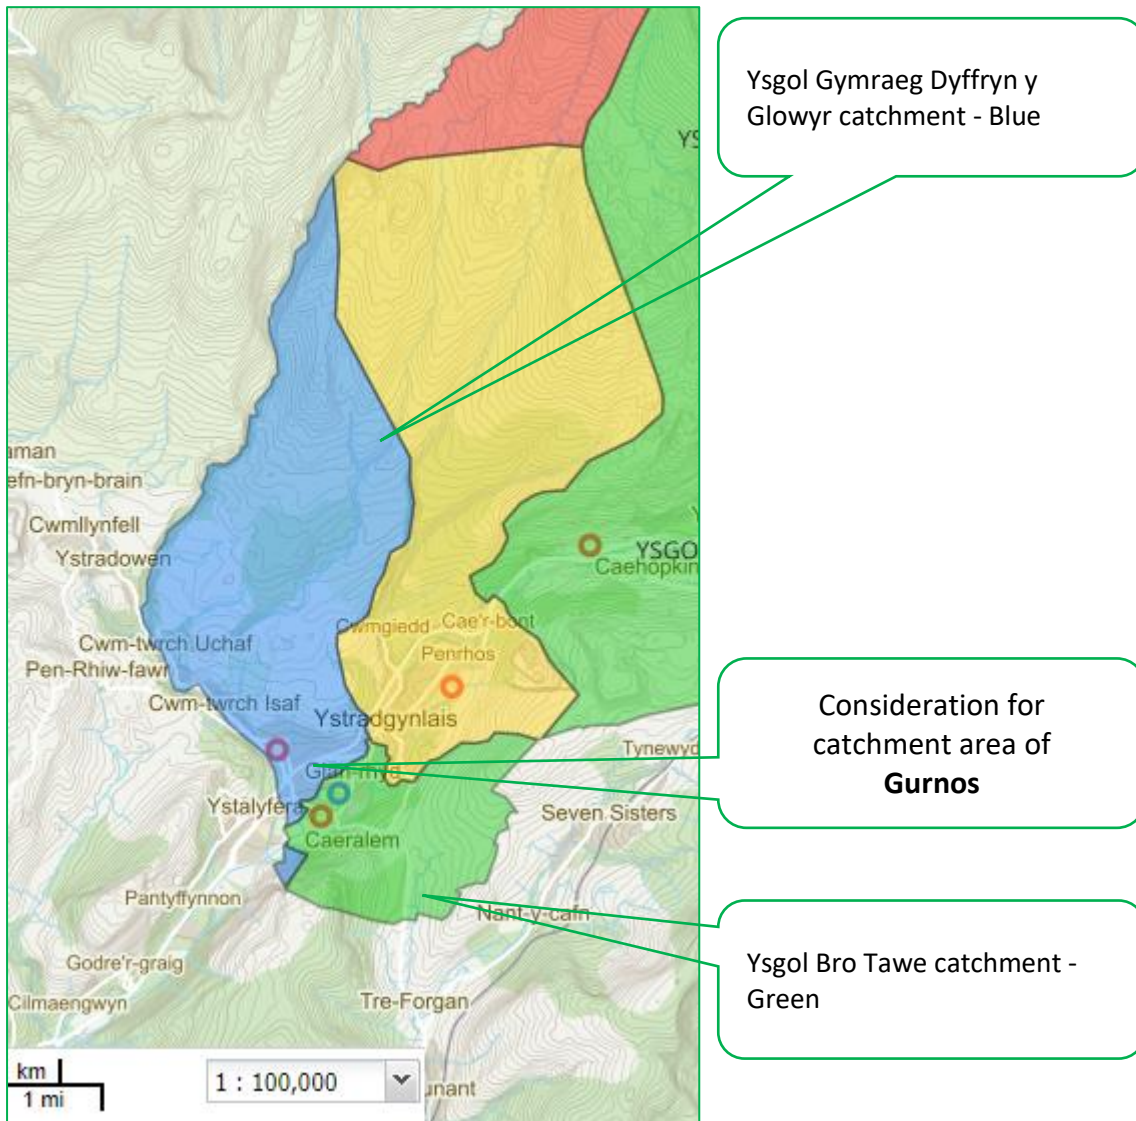 Ysgol Gymraeg Dyffryn y
Glowyr catchment - Blue
YS
aman
efn-bryn-brain
Cwmllynfell
Ystradowen
YSGO
Caehopkin
Cwmgiedd
Cae'r-bont
Cwm-twrch Uchaf
Pen-Rhiw-fawr
Penrhos
Cwm-twrch Isaf
Ystradgynlais
Consideration for
catchment area of
Gurnos
Tynewyd
Glan-rhyd
Ystalyfera
Seven Sisters
Caeralem
Pantyffynnon
Nant-y-cafn
Ysgol Bro Tawe catchment -
Green
Godre'r-graig
Cilmaengwyn
Tre-Forgan
km
1 mi
1 : 100,000
unant